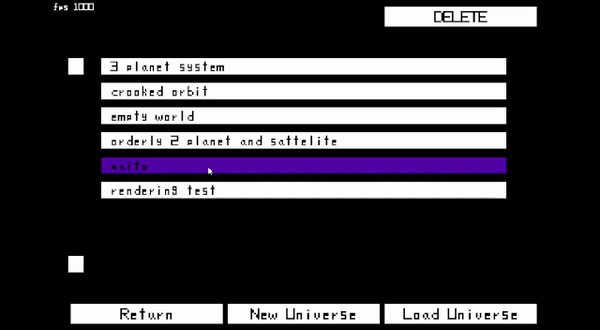 fps 1000
DELETE
3 planet system
crooked orbit
empty world
orderly 2 planet and sattelite
rendering test
Return
New Universe
Load Universe